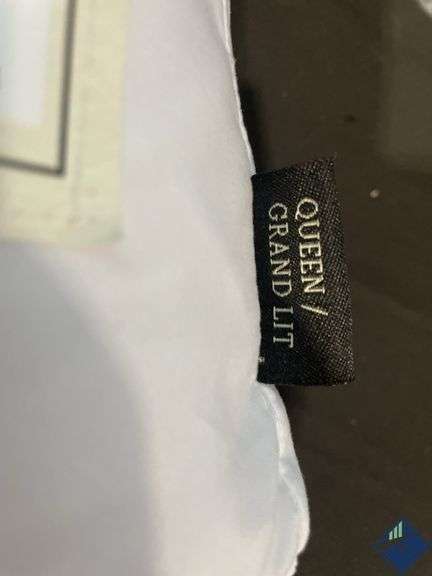 QUEEN /
GRAND LIT